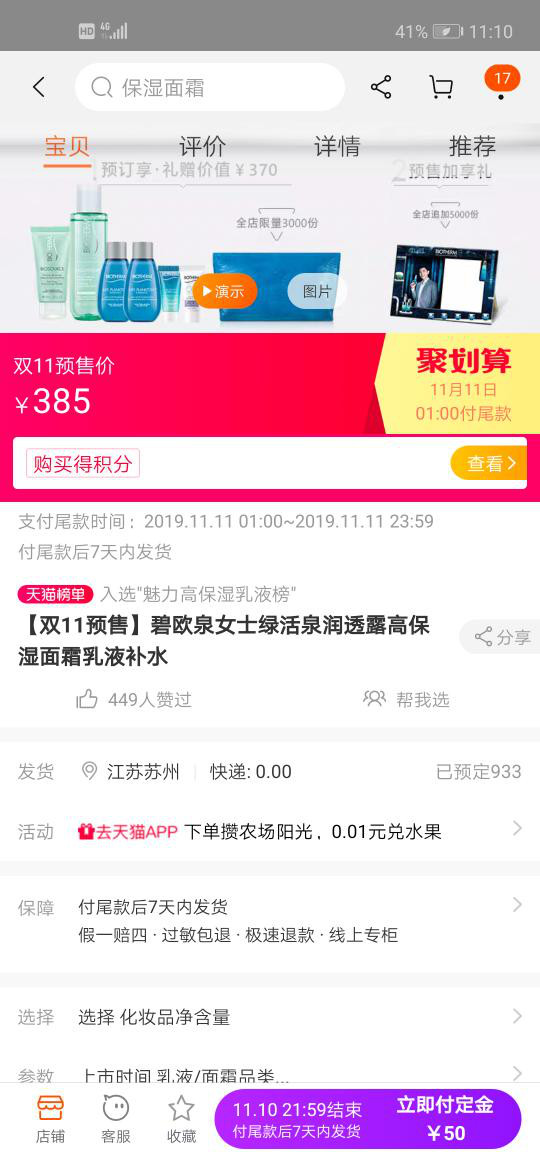 HD 4G 41% 11:10
保湿面霜
17
宝贝 评价 详情 推荐
1 预订享·礼赠价值￥370
2 预售加享礼
全店限量3000份
全店追加5000份
BIOTHERM
BIOSOURCE
演示
图片
双11预售价
￥385
聚划算
11月11日
01:00付尾款
购买得积分
查看
支付尾款时间：2019.11.11 01:00~2019.11.11 23:59
付尾款后7天内发货
天猫榜单 入选"魅力高保湿乳液榜"
【双11预售】碧欧泉女士绿活泉润透露高保
湿面霜乳液补水
分享
449人赞过
帮我选
发货 江苏苏州 快递: 0.00 已预定933
活动 去天猫APP 下单攒农场阳光，0.01元兑水果
保障 付尾款后7天内发货
假一赔四 · 过敏包退 · 极速退款 · 线上专柜
选择 选择 化妆品净含量
参数 上市时间 乳液/面霜品类...
店铺
客服
收藏
11.10 21:59结束
付尾款后7天内发货
立即付定金
￥50